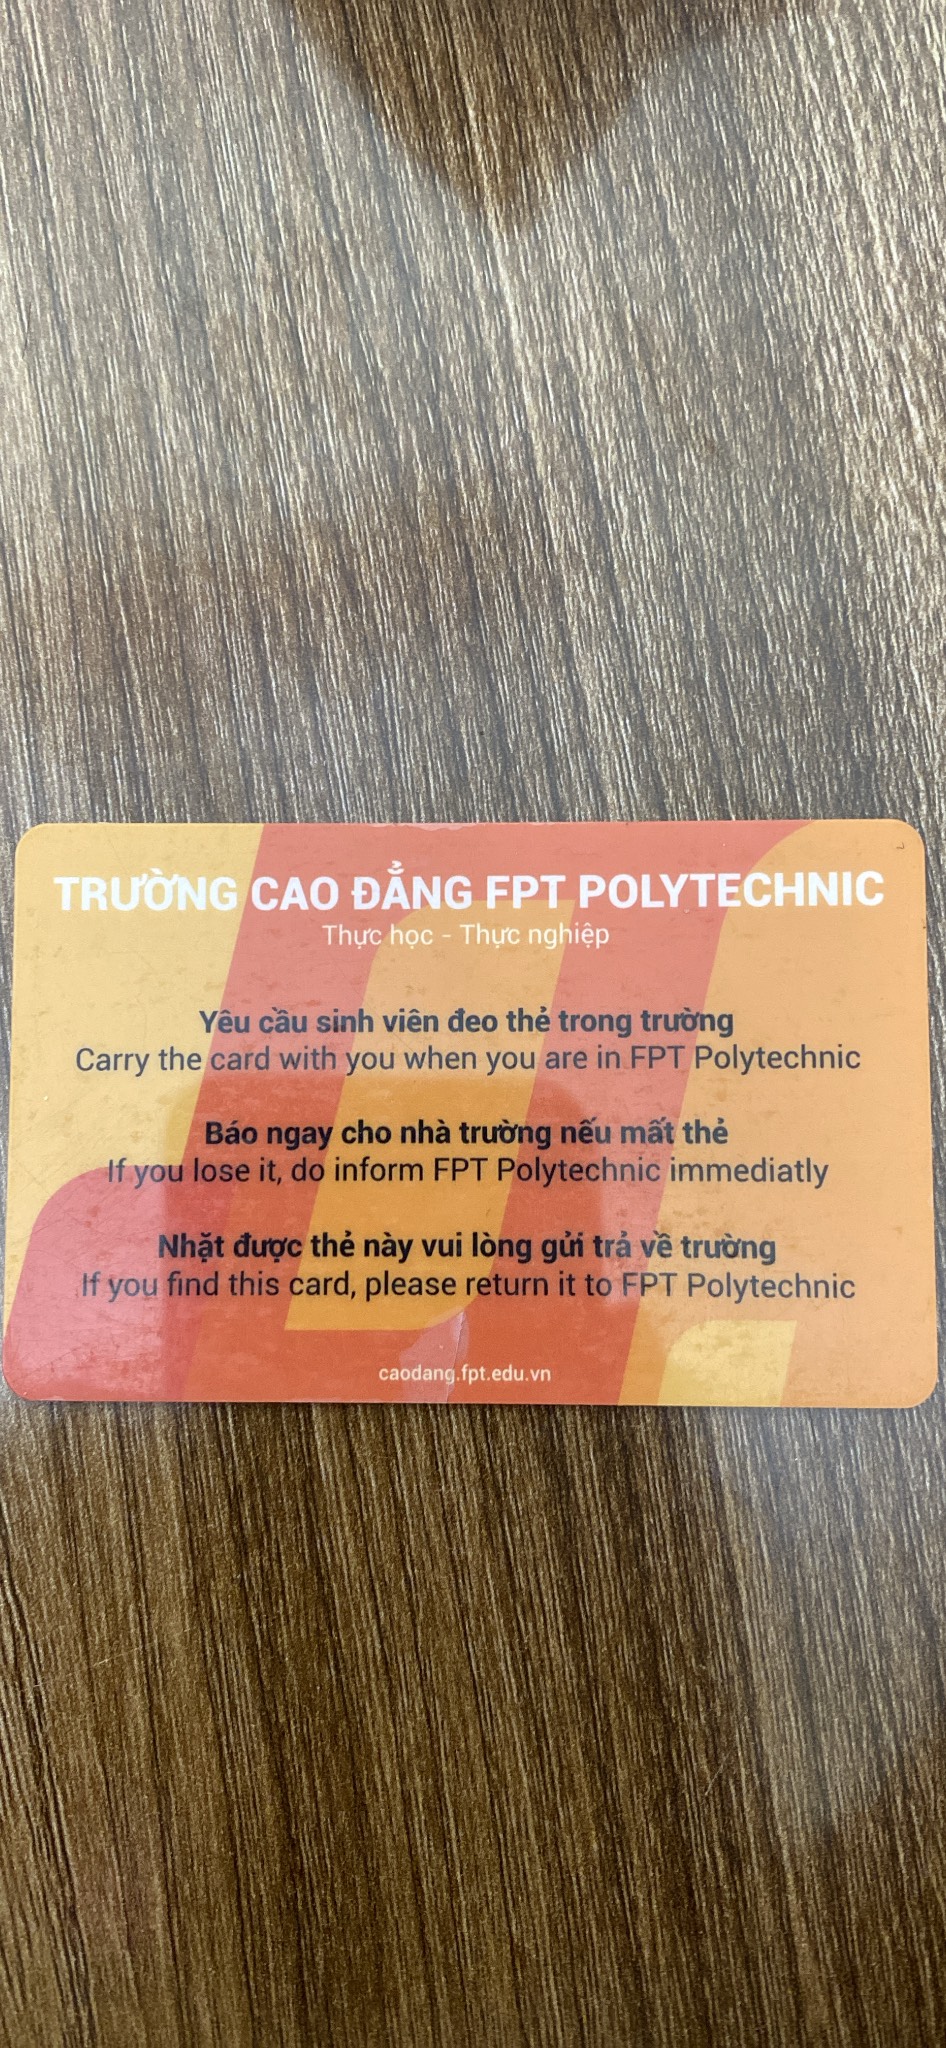 TRƯỜNG CAO ĐẲNG FPT POLYTECHNIC
Thực học - Thực nghiệp
Yêu cầu sinh viên đeo thẻ trong trường
Carry the card with you when you are in FPT Polytechnic
Báo ngay cho nhà trường nếu mất thẻ
If you lose it, do inform FPT Polytechnic immediatly
Nhặt được thẻ này vui lòng gửi trả về trường
If you find this card, please return it to FPT Polytechnic
caodang.fpt.edu.vn